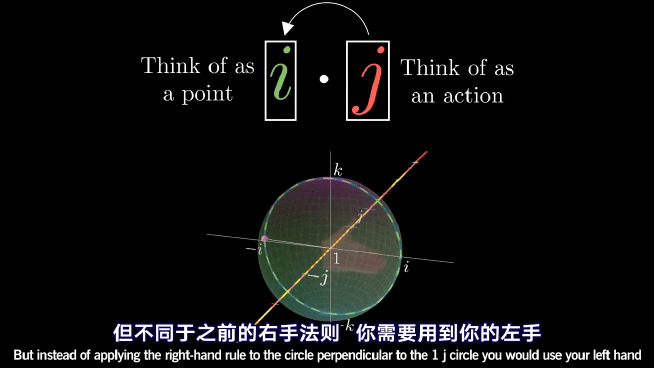 Think of as
a point
i · j
Think of as
an action
k
j
−i
1
i
−j
-k
但不同于之前的右手法则 你需要用到你的左手
But instead of applying the right-hand rule to the circle perpendicular to the 1 j circle you would use your left hand